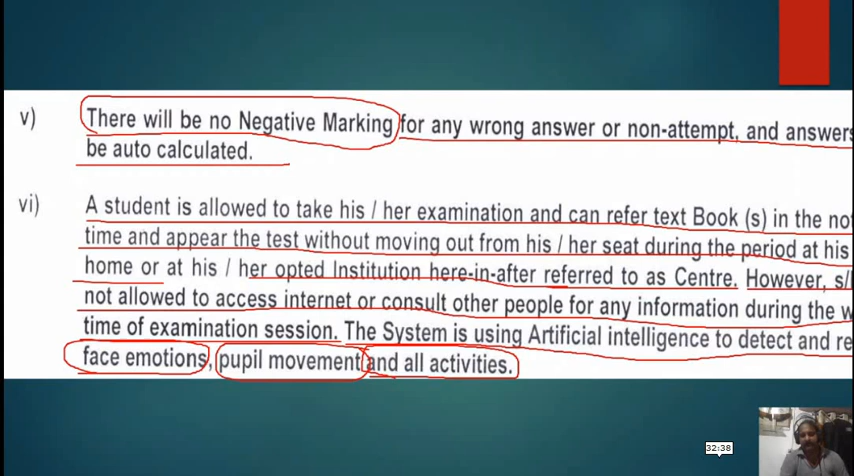 v) There will be no Negative Marking for any wrong answer or non-attempt, and answers
be auto calculated.
vi) A student is allowed to take his / her examination and can refer text Book (s) in the
time and appear the test without moving out from his / her seat during the period at his
home or at his / her opted Institution here-in-after referred to as Centre. However,
not allowed to access internet or consult other people for any information during the
time of examination session. The System is using Artificial intelligence to detect and
face emotions, pupil movement and all activities.
32:38